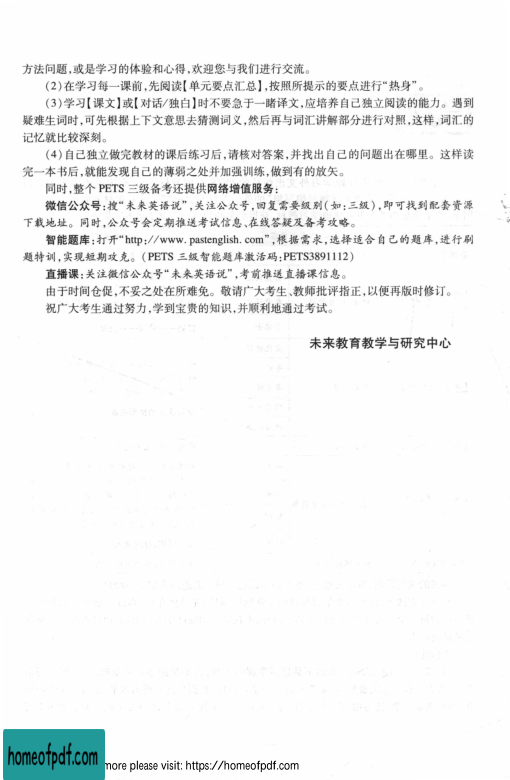 方法问题,或是学习的体验和心得,欢迎您与我们进行交流。
(2)在学习每一课前,先阅读【单元要点汇总】,按照所提示的要点进行“热身”。
(3)学习【课文】或【对话/独白】时不要急于一睹译文,应培养自己独立阅读的能力。遇到
疑难生词时,可先根据上下文意思去猜测词义,然后再与词汇讲解部分进行对照,这样,词汇的
记忆就比较深刻。
(4)自己独立做完教材的课后练习后,请核对答案,并找出自己的问题出在哪里。这样读
完一本书后,就能发现自己的薄弱之处并加强训练,做到有的放矢。
同时,整个 PETS 三级备考还提供网络增值服务:
微信公众号:搜“未来英语说”,关注公众号,回复需要级别(如:三级),即可找到配套资源
下载地址。同时,公众号会定期推送考试信息、在线答疑及备考攻略。
智能题库:打开“http://www.pastenglish.com”,根据需求,选择适合自己的题库,进行刷
题特训,实现短期攻克。(PETS 三级智能题库激活码:PETS3891112)
直播课:关注微信公众号“未来英语说”,考前推送直播课信息。
由于时间仓促,不妥之处在所难免。敬请广大考生、教师批评指正,以便再版时修订。
祝广大考生通过努力,学到宝贵的知识,并顺利地通过考试。
未来教育教学与研究中心
homeofpdf.com
more please visit: https://homeofpdf.com